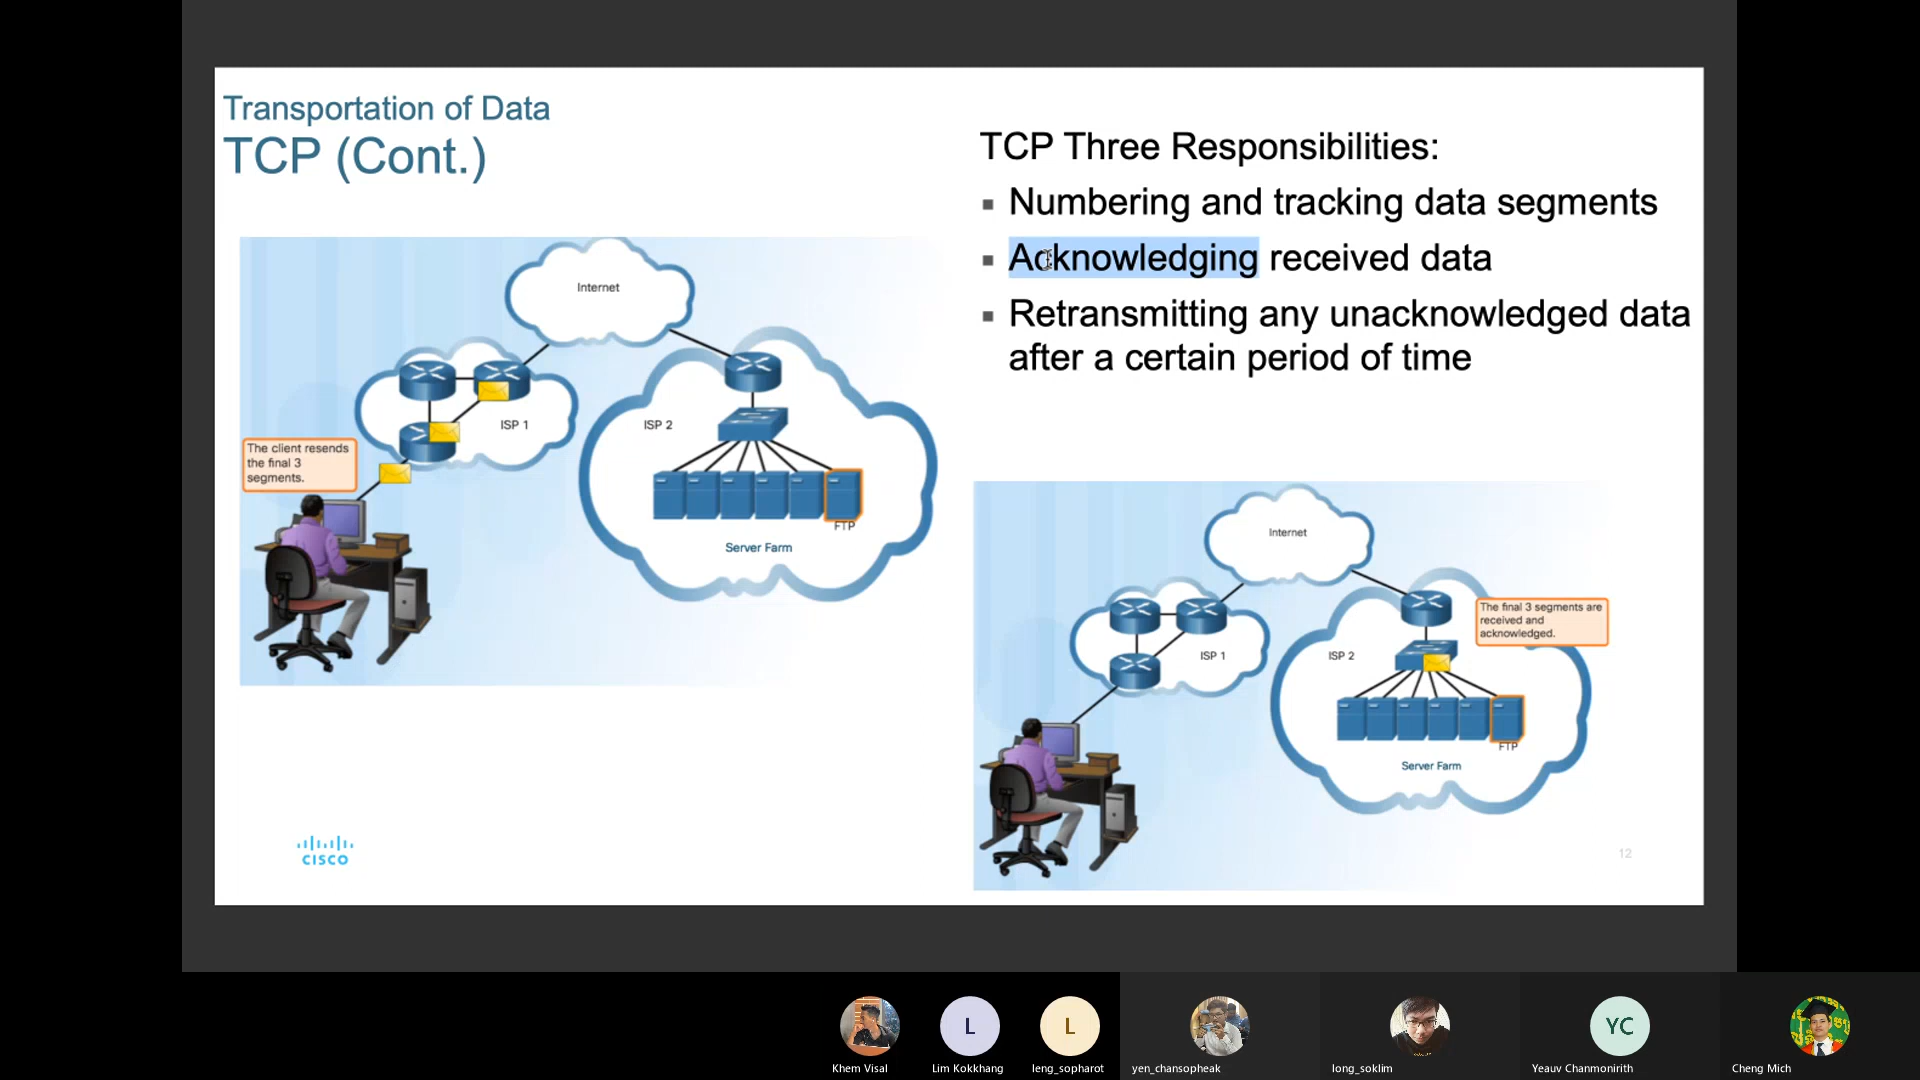 Transportation of Data
TCP (Cont.)
TCP Three Responsibilities:
Numbering and tracking data segments
Acknowledging received data
Retransmitting any unacknowledged data
after a certain period of time
Internet
ISP 1
ISP 2
The client resends
the final 3
segments.
FTP
Server Farm
Internet
The final 3 segments are
received and
acknowledged.
ISP 1
ISP 2
FTP
Server Farm
CISCO
12
L
L
YC
Khem Visal
Lim Kokkhang
leng_sopharot
yen_chansopheak
long_soklim
Yeauv Chanmonirith
Cheng Mich